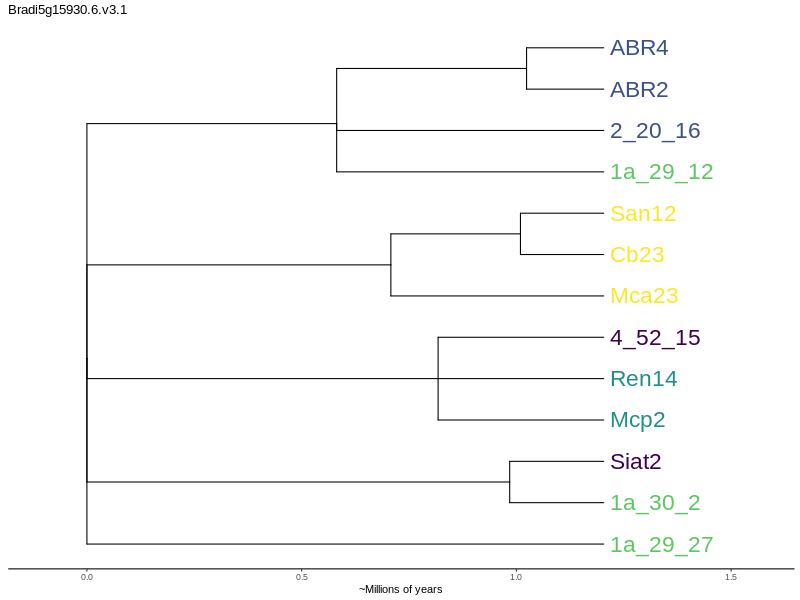 Bradi5g15930.6.v3.1
ABR4
ABR2
2_20_16
1a_29_12
San12
Cb23
Mca23
4_52_15
Ren14
Mcp2
Siat2
1a_30_2
1a_29_27
0.0 0.5 1.0 1.5
~Millions of years